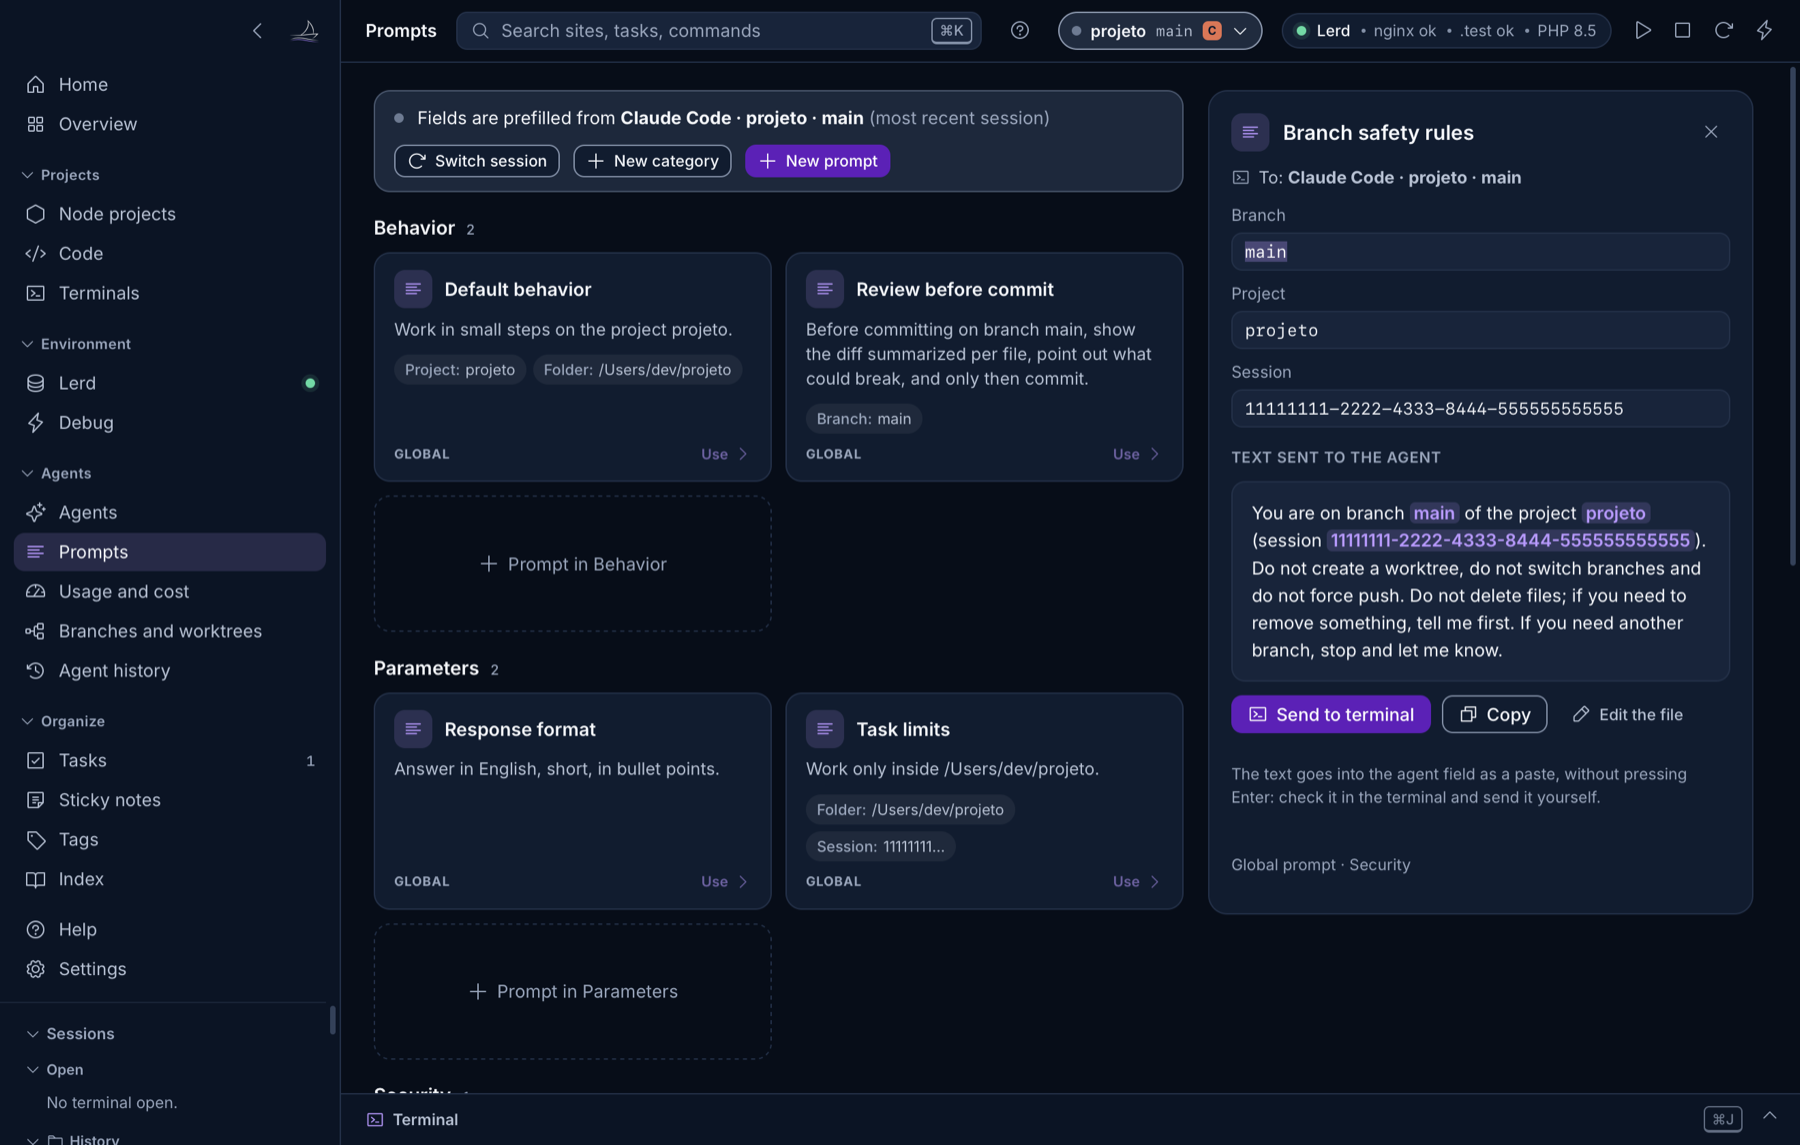 Home
Overview
Projects
Node projects
Code
Terminals
Environment
Lerd
Debug
Agents
Agents
Prompts
Usage and cost
Branches and worktrees
Agent history
Organize
Tasks 1
Sticky notes
Tags
Index
Help
Settings
Sessions
Open
No terminal open.
History
Prompts
Search sites, tasks, commands ⌘K
projeto main C
Lerd • nginx ok • .test ok • PHP 8.5
Fields are prefilled from Claude Code · projeto · main (most recent session)
Switch session
New category
New prompt
Behavior 2
Default behavior
Work in small steps on the project projeto.
Project: projeto
Folder: /Users/dev/projeto
GLOBAL
Use
Review before commit
Before committing on branch main, show
the diff summarized per file, point out what
could break, and only then commit.
Branch: main
GLOBAL
Use
Prompt in Behavior
Parameters 2
Response format
Answer in English, short, in bullet points.
GLOBAL
Use
Task limits
Work only inside /Users/dev/projeto.
Folder: /Users/dev/projeto
Session: 11111111...
GLOBAL
Use
Prompt in Parameters
Security
Branch safety rules
To: Claude Code · projeto · main
Branch
main
Project
projeto
Session
11111111-2222-4333-8444-555555555555
TEXT SENT TO THE AGENT
You are on branch main of the project projeto
(session 11111111-2222-4333-8444-555555555555).
Do not create a worktree, do not switch branches and
do not force push. Do not delete files; if you need to
remove something, tell me first. If you need another
branch, stop and let me know.
Send to terminal
Copy
Edit the file
The text goes into the agent field as a paste, without pressing
Enter: check it in the terminal and send it yourself.
Global prompt · Security
Terminal
⌘J